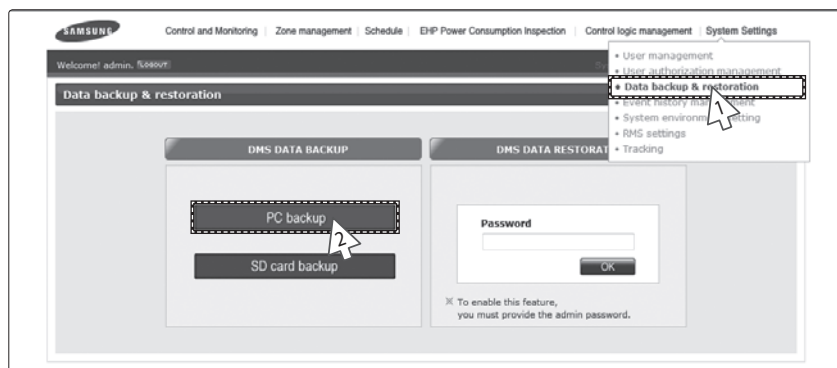 SAMSUNG
Control and Monitoring | Zone management | Schedule | EHP Power Consumption Inspection | Control logic management | System Settings
Welcome! admin. LOGOUT
• User management
• User authorization management
Data backup & restoration
• Data backup & restoration
1
• Event history management
• System environment setting
• RMS settings
• Tracking
DMS DATA BACKUP
DMS DATA RESTORAT
PC backup
2
SD card backup
Password
OK
※ To enable this feature,
you must provide the admin password.